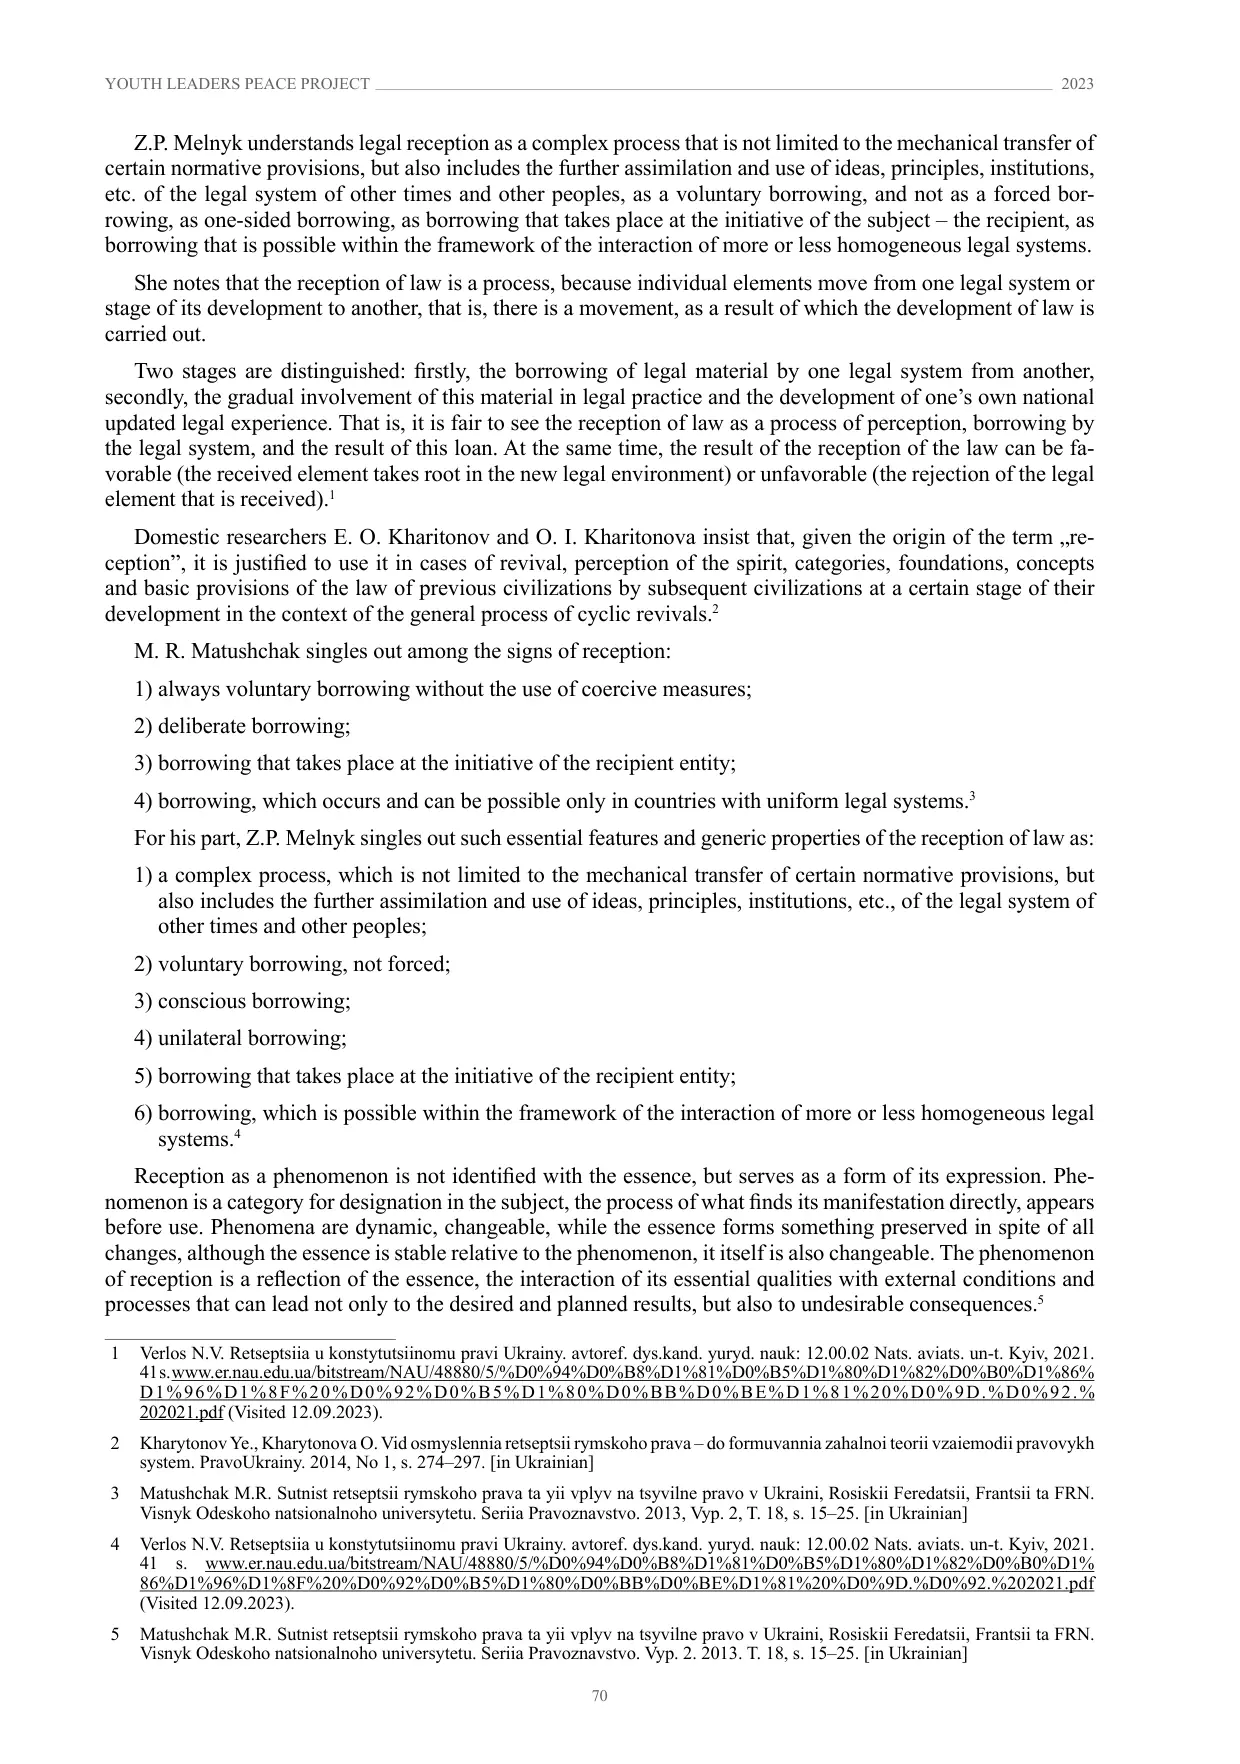 YOUTH LEADERS PEACE PROJECT 2023
Z.P. Melnyk understands legal reception as a complex process that is not limited to the mechanical transfer of
certain normative provisions, but also includes the further assimilation and use of ideas, principles, institutions,
etc. of the legal system of other times and other peoples, as a voluntary borrowing, and not as a forced bor-
rowing, as one-sided borrowing, as borrowing that takes place at the initiative of the subject – the recipient, as
borrowing that is possible within the framework of the interaction of more or less homogeneous legal systems.
She notes that the reception of law is a process, because individual elements move from one legal system or
stage of its development to another, that is, there is a movement, as a result of which the development of law is
carried out.
Two stages are distinguished: firstly, the borrowing of legal material by one legal system from another,
secondly, the gradual involvement of this material in legal practice and the development of one’s own national
updated legal experience. That is, it is fair to see the reception of law as a process of perception, borrowing by
the legal system, and the result of this loan. At the same time, the result of the reception of the law can be fa-
vorable (the received element takes root in the new legal environment) or unfavorable (the rejection of the legal
element that is received).1
Domestic researchers E. O. Kharitonov and O. I. Kharitonova insist that, given the origin of the term „re-
ception”, it is justified to use it in cases of revival, perception of the spirit, categories, foundations, concepts
and basic provisions of the law of previous civilizations by subsequent civilizations at a certain stage of their
development in the context of the general process of cyclic revivals.2
M. R. Matushchak singles out among the signs of reception:
1) always voluntary borrowing without the use of coercive measures;
2) deliberate borrowing;
3) borrowing that takes place at the initiative of the recipient entity;
4) borrowing, which occurs and can be possible only in countries with uniform legal systems.3
For his part, Z.P. Melnyk singles out such essential features and generic properties of the reception of law as:
1) a complex process, which is not limited to the mechanical transfer of certain normative provisions, but
also includes the further assimilation and use of ideas, principles, institutions, etc., of the legal system of
other times and other peoples;
2) voluntary borrowing, not forced;
3) conscious borrowing;
4) unilateral borrowing;
5) borrowing that takes place at the initiative of the recipient entity;
6) borrowing, which is possible within the framework of the interaction of more or less homogeneous legal
systems.4
Reception as a phenomenon is not identified with the essence, but serves as a form of its expression. Phe-
nomenon is a category for designation in the subject, the process of what finds its manifestation directly, appears
before use. Phenomena are dynamic, changeable, while the essence forms something preserved in spite of all
changes, although the essence is stable relative to the phenomenon, it itself is also changeable. The phenomenon
of reception is a reflection of the essence, the interaction of its essential qualities with external conditions and
processes that can lead not only to the desired and planned results, but also to undesirable consequences.5
1 Verlos N.V. Retseptsiia u konstytutsiinomu pravi Ukrainy. avtoref. dys.kand. yuryd. nauk: 12.00.02 Nats. aviats. un-t. Kyiv, 2021.
41s.www.er.nau.edu.ua/bitstream/NAU/48880/5/%D0%94%D0%B8%D1%81%D0%B5%D1%80%D1%82%D0%B0%D1%86%
D1%96%D1%8F%20%D0%92%D0%B5%D1%80%D0%BB%D0%BE%D1%81%20%D0%9D.%D0%92.%
202021.pdf (Visited 12.09.2023).
2 Kharytonov Ye., Kharytonova O. Vid osmyslennia retseptsii rymskoho prava – do formuvannia zahalnoi teorii vzaiemodii pravovykh
system. PravoUkrainy. 2014, No 1, s. 274–297. [in Ukrainian]
3 Matushchak M.R. Sutnist retseptsii rymskoho prava ta yii vplyv na tsyvilne pravo v Ukraini, Rosiskii Feredatsii, Frantsii ta FRN.
Visnyk Odeskoho natsionalnoho universytetu. Seriia Pravoznavstvo. 2013, Vyp. 2, T. 18, s. 15–25. [in Ukrainian]
4 Verlos N.V. Retseptsiia u konstytutsiinomu pravi Ukrainy. avtoref. dys.kand. yuryd. nauk: 12.00.02 Nats. aviats. un-t. Kyiv, 2021.
41 s. www.er.nau.edu.ua/bitstream/NAU/48880/5/%D0%94%D0%B8%D1%81%D0%B5%D1%80%D1%82%D0%B0%D1%
86%D1%96%D1%8F%20%D0%92%D0%B5%D1%80%D0%BB%D0%BE%D1%81%20%D0%9D.%D0%92.%202021.pdf
(Visited 12.09.2023).
5 Matushchak M.R. Sutnist retseptsii rymskoho prava ta yii vplyv na tsyvilne pravo v Ukraini, Rosiskii Feredatsii, Frantsii ta FRN.
Visnyk Odeskoho natsionalnoho universytetu. Seriia Pravoznavstvo. Vyp. 2. 2013. T. 18, s. 15–25. [in Ukrainian]
70